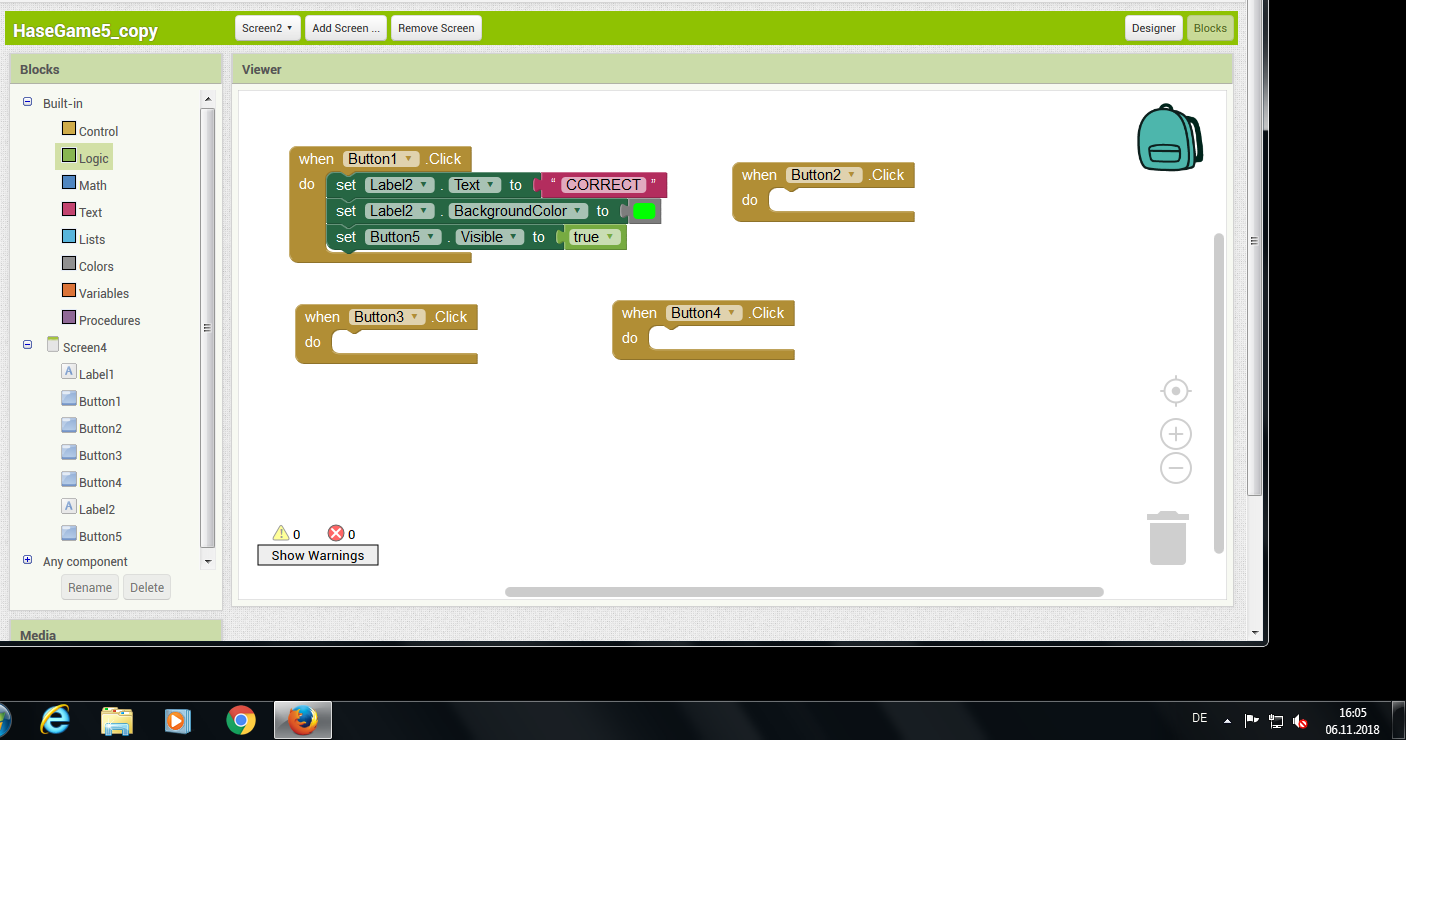 HaseGame5_copy
Screen2 ▾ Add Screen ... Remove Screen Designer Blocks
Blocks
Viewer
Built-in
Control
Logic
Math
Text
Lists
Colors
Variables
Procedures
Screen4
Label1
Button1
Button2
Button3
Button4
Label2
Button5
Any component
Rename Delete
Media
when Button1 .Click
do set Label2 . Text to “ CORRECT ”
set Label2 . BackgroundColor to
set Button5 . Visible to true
when Button2 .Click
do
when Button3 .Click
do
when Button4 .Click
do
0 0
Show Warnings
DE
16:05
06.11.2018